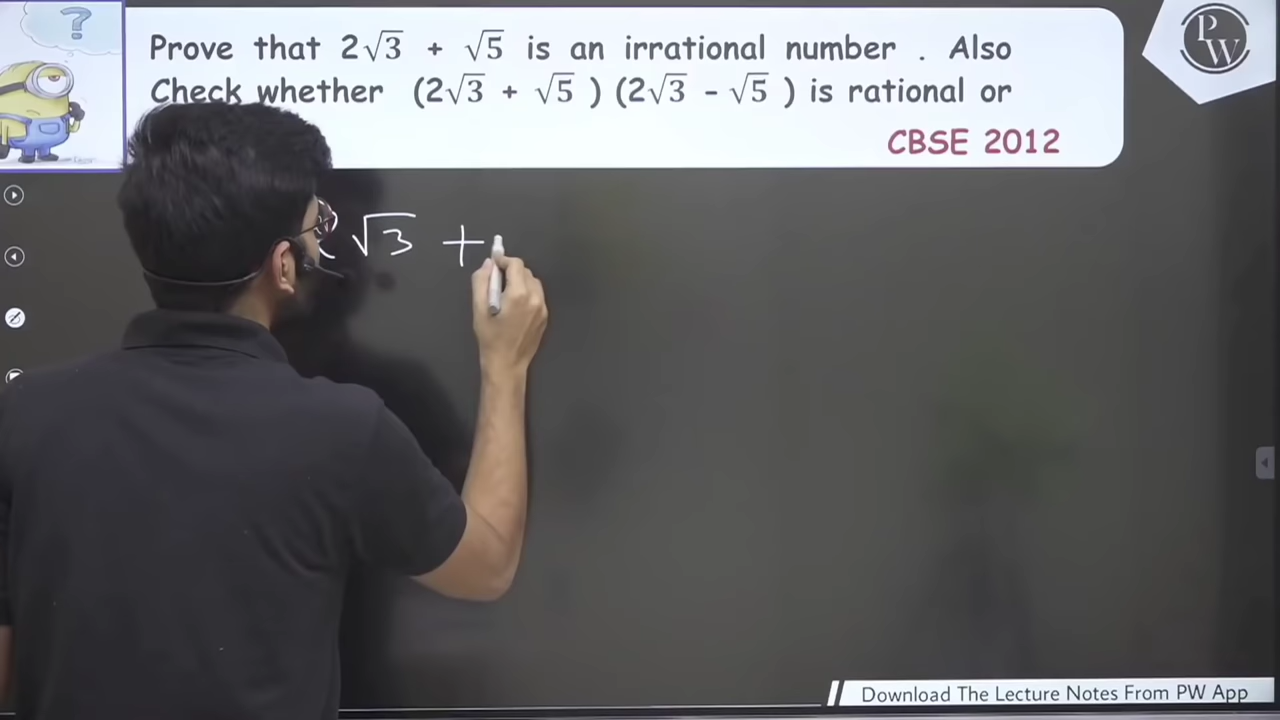 ?
Prove that 2√3 + √5 is an irrational number . Also
Check whether (2√3 + √5 ) (2√3 - √5 ) is rational or
CBSE 2012
P
W
2√3 +
Download The Lecture Notes From PW App